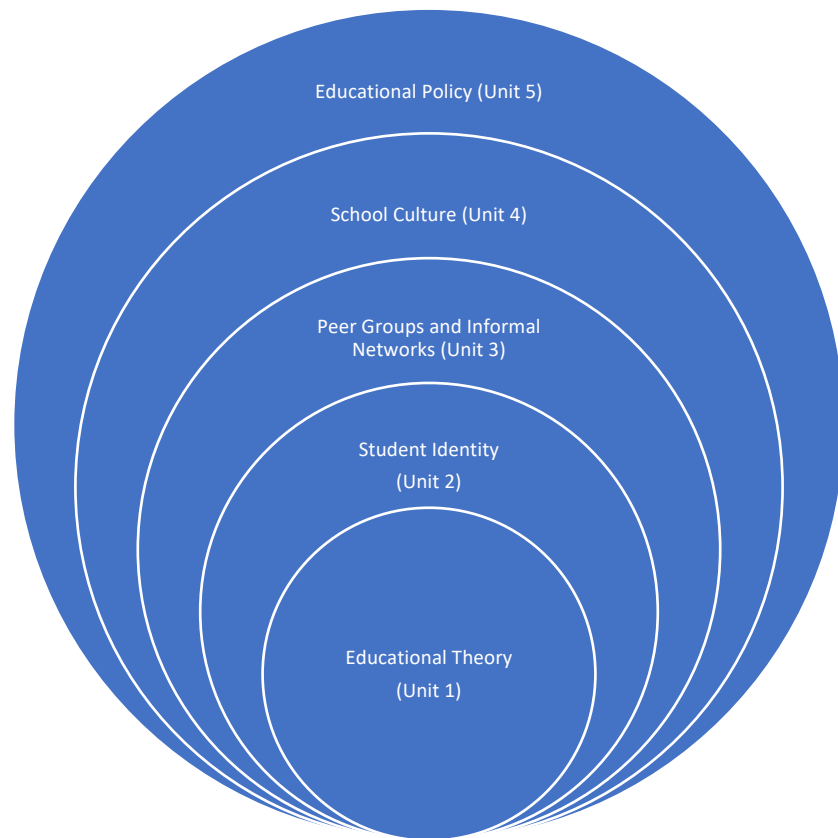 Educational Policy (Unit 5)
School Culture (Unit 4)
Peer Groups and Informal
Networks (Unit 3)
Student Identity
(Unit 2)
Educational Theory
(Unit 1)